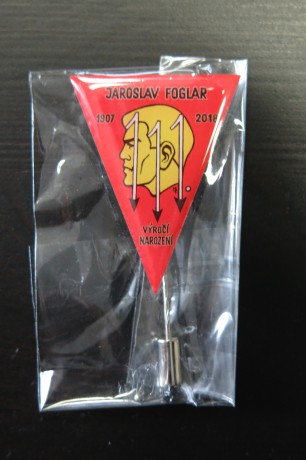 JAROSLAV FOGLAR
1907 2018
111.
VÝROČÍ
NAROZENÍ